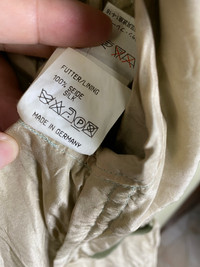 FUTTER/LINING
100% SEIDE
SILK
P
MADE IN GERMANY